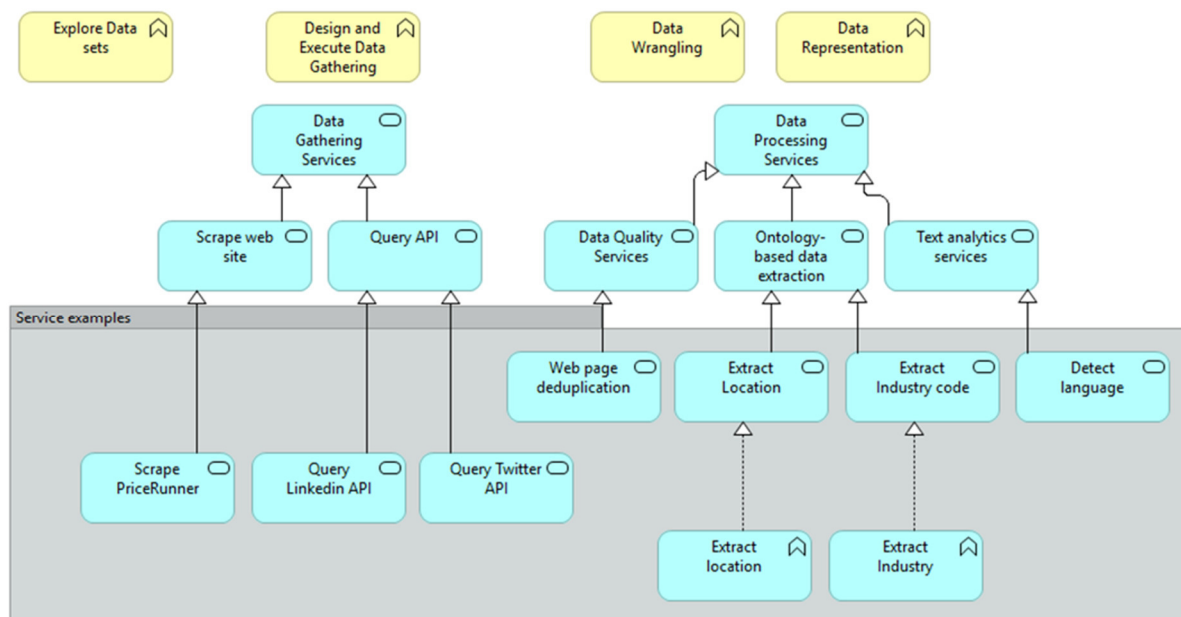 Explore Data
sets
Design and
Execute Data
Gathering
Data
Wrangling
Data
Representation
Data
Gathering
Services
Data
Processing
Services
Scrape web
site
Query API
Data Quality
Services
Ontology-
based data
extraction
Text analytics
services
Service examples
Web page
deduplication
Extract
Location
Extract
Industry code
Detect
language
Scrape
PriceRunner
Query
Linkedin API
Query Twitter
API
Extract
location
Extract
Industry